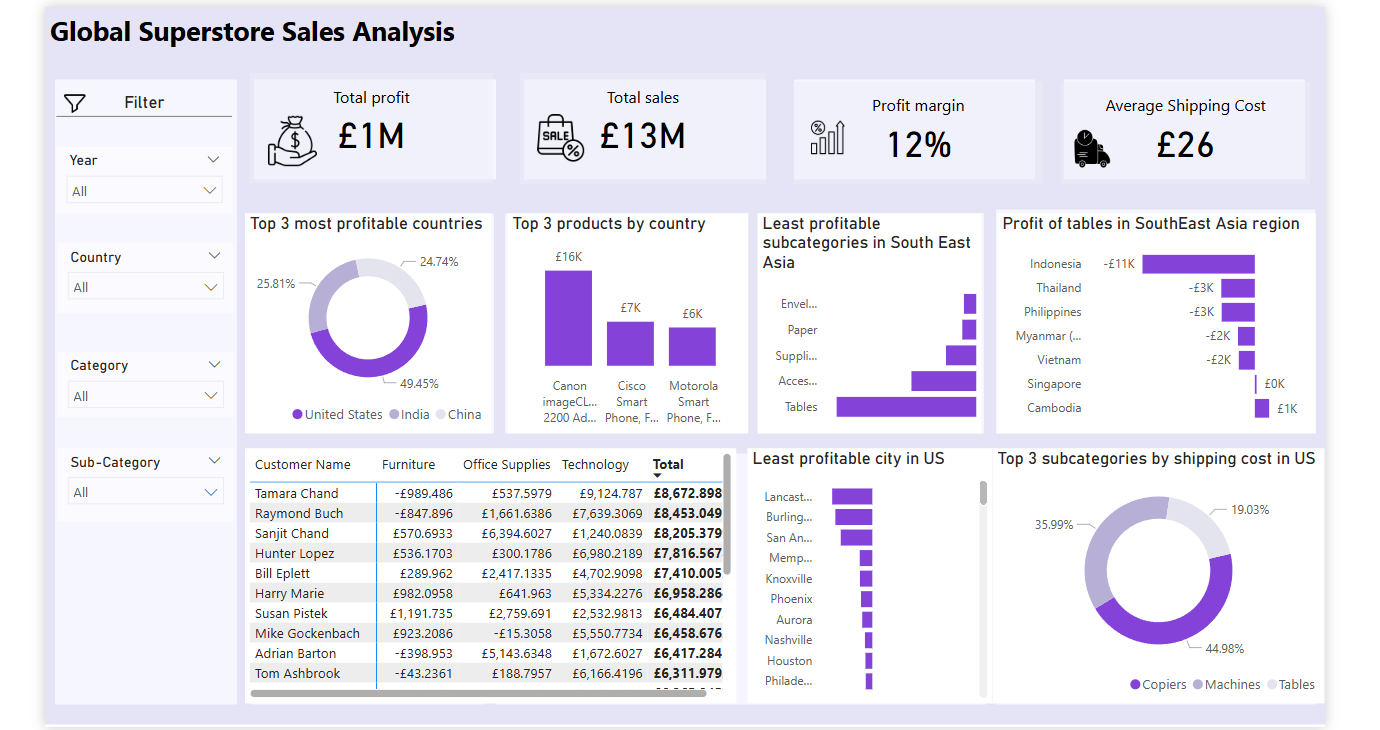 Global Superstore Sales Analysis
Filter
Year
All
Country
All
Category
All
Sub-Category
All
Total profit
£1M
Total sales
SALE
£13M
Profit margin
12%
Average Shipping Cost
£26
Top 3 most profitable countries
24.74%
25.81%
49.45%
United States India China
Top 3 products by country
£16K
£7K
£6K
Canon
imageCL...
2200 Ad...
Cisco
Smart
Phone, F...
Motorola
Smart
Phone, F...
Least profitable
subcategories in South East
Asia
Envel...
Paper
Suppli...
Acces...
Tables
Profit of tables in SouthEast Asia region
Indonesia -£11K
Thailand -£3K
Philippines -£3K
Myanmar (... -£2K
Vietnam -£2K
Singapore £0K
Cambodia £1K
Customer Name Furniture Office Supplies Technology Total
Tamara Chand -£989.486 £537.5979 £9,124.787 £8,672.898
Raymond Buch -£847.896 £1,661.6386 £7,639.3069 £8,453.049
Sanjit Chand £570.6933 £6,394.6027 £1,240.0839 £8,205.379
Hunter Lopez £536.1703 £300.1786 £6,980.2189 £7,816.567
Bill Eplett £289.962 £2,417.1335 £4,702.9098 £7,410.005
Harry Marie £982.0958 £641.963 £5,334.2276 £6,958.286
Susan Pistek £1,191.735 £2,759.691 £2,532.9813 £6,484.407
Mike Gockenbach £923.2086 -£15.3058 £5,550.7734 £6,458.676
Adrian Barton -£398.953 £5,143.6348 £1,672.6027 £6,417.284
Tom Ashbrook -£43.2361 £188.7957 £6,166.4196 £6,311.979
Least profitable city in US
Lancast...
Burling...
San An...
Memp...
Knoxville
Phoenix
Aurora
Nashville
Houston
Philade...
Top 3 subcategories by shipping cost in US
19.03%
35.99%
44.98%
Copiers Machines Tables